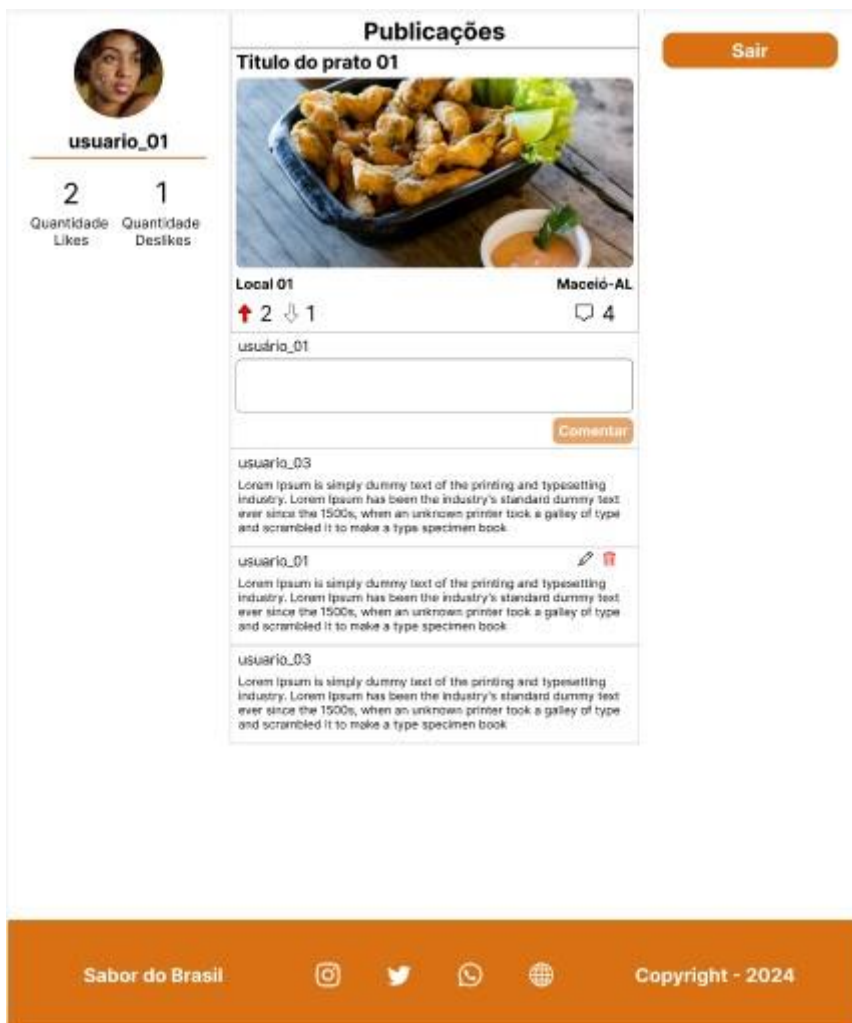 Publicações
Sair
Titulo do prato 01
usuario_01
2
1
Quantidade
Likes
Quantidade
Deslikes
Local 01
Maceió-AL
2
1
4
usuário_01
Comentar
usuario_03
Lorem Ipsum is simply dummy text of the printing and typesetting
industry. Lorem Ipsum has been the industry's standard dummy text
ever since the 1500s, when an unknown printer took a galley of type
and scrambled it to make a type specimen book
usuario_01
Lorem Ipsum is simply dummy text of the printing and typesetting
industry. Lorem Ipsum has been the industry's standard dummy text
ever since the 1500s, when an unknown printer took a galley of type
and scrambled it to make a type specimen book
usuario_03
Lorem Ipsum is simply dummy text of the printing and typesetting
industry. Lorem Ipsum has been the industry's standard dummy text
ever since the 1500s, when an unknown printer took a galley of type
and scrambled it to make a type specimen book
Sabor do Brasil
Copyright - 2024